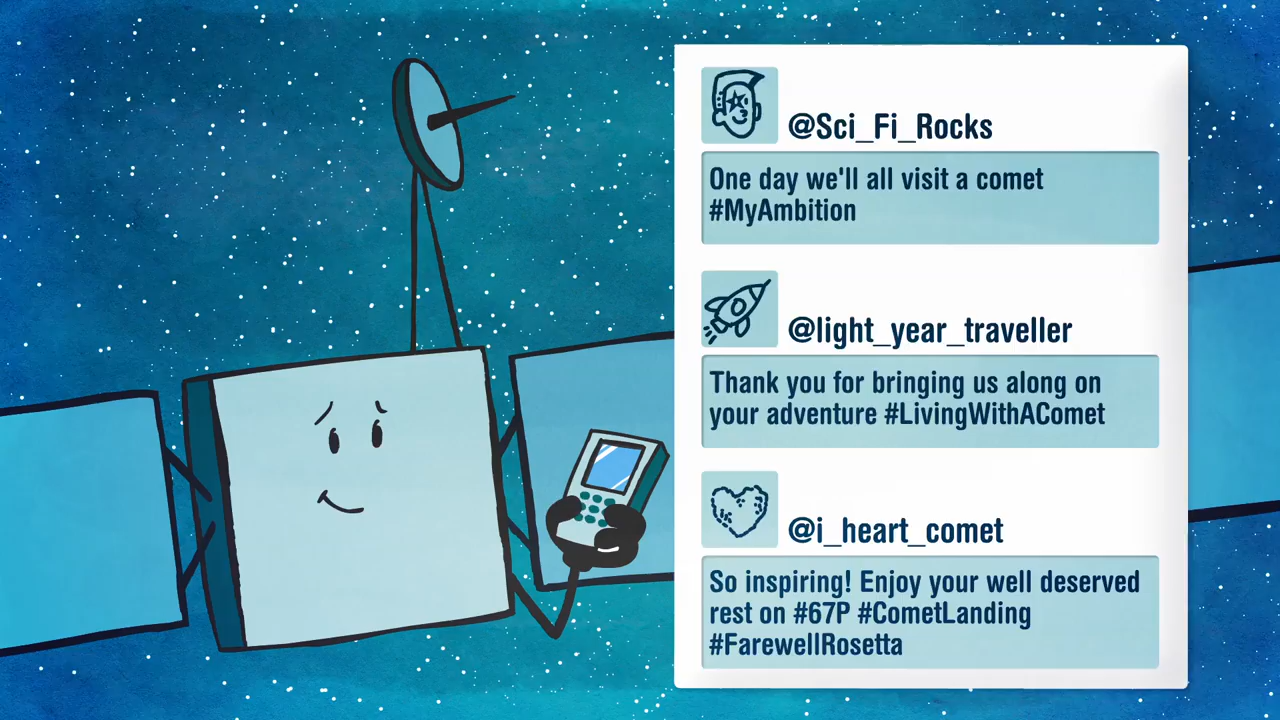 @Sci_Fi_Rocks
One day we'll all visit a comet
#MyAmbition
@light_year_traveller
Thank you for bringing us along on
your adventure #LivingWithAComet
@i_heart_comet
So inspiring! Enjoy your well deserved
rest on #67P #CometLanding
#FarewellRosetta